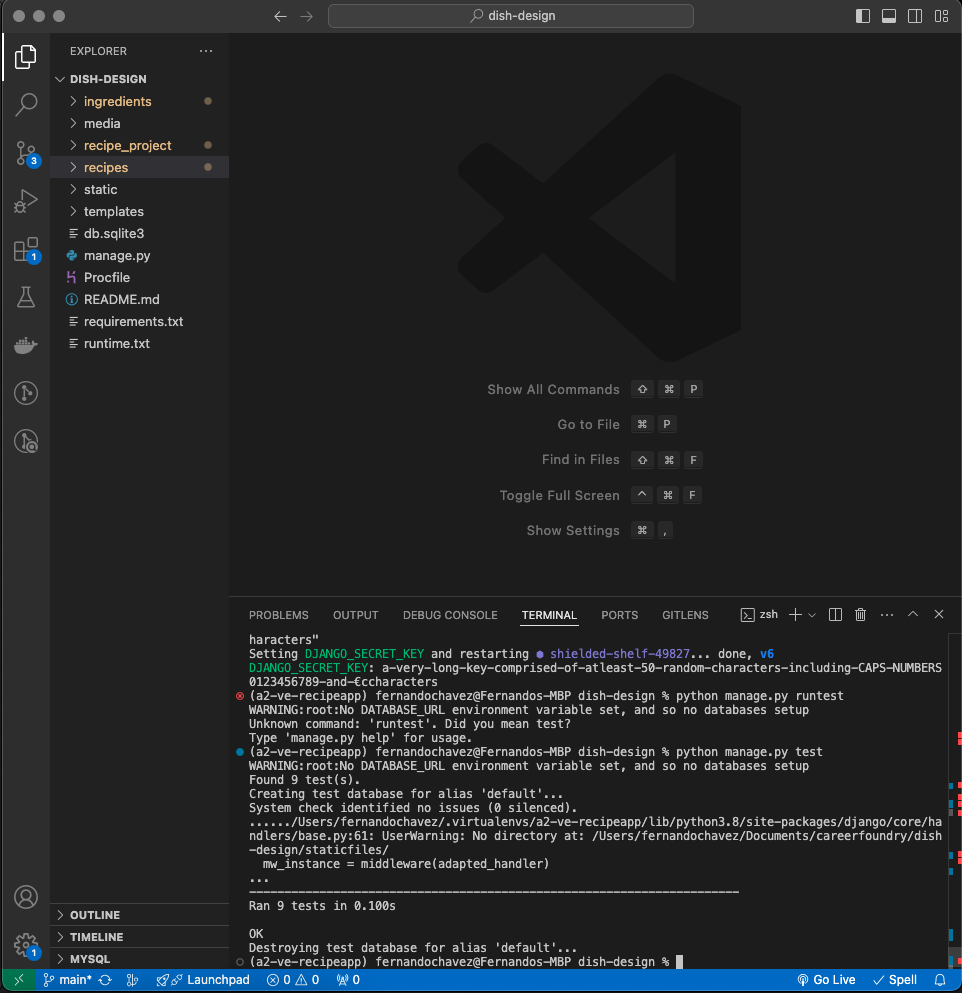 dish-design
EXPLORER
DISH-DESIGN
ingredients
media
recipe_project
recipes
static
templates
db.sqlite3
manage.py
Procfile
README.md
requirements.txt
runtime.txt
3
1
Show All Commands ⇧ ⌘ P
Go to File ⌘ P
Find in Files ⇧ ⌘ F
Toggle Full Screen ^ ⌘ F
Show Settings ⌘ ,
PROBLEMS OUTPUT DEBUG CONSOLE TERMINAL PORTS GITLENS zsh
haracters"
Setting DJANGO_SECRET_KEY and restarting ⬢ shielded-shelf-49827... done, v6
DJANGO_SECRET_KEY: a-very-long-key-comprised-of-atleast-50-random-characters-including-CAPS-NUMBERS
0123456789-and-€ccharacters
(a2-ve-recipeapp) fernandochavez@Fernandos-MBP dish-design % python manage.py runtest
WARNING:root:No DATABASE_URL environment variable set, and so no databases setup
Unknown command: 'runtest'. Did you mean test?
Type 'manage.py help' for usage.
(a2-ve-recipeapp) fernandochavez@Fernandos-MBP dish-design % python manage.py test
WARNING:root:No DATABASE_URL environment variable set, and so no databases setup
Found 9 test(s).
Creating test database for alias 'default'...
System check identified no issues (0 silenced).
....../Users/fernandochavez/.virtualenvs/a2-ve-recipeapp/lib/python3.8/site-packages/django/core/ha
ndlers/base.py:61: UserWarning: No directory at: /Users/fernandochavez/Documents/careerfoundry/dish
-design/staticfiles/
  mw_instance = middleware(adapted_handler)
...
----------------------------------------------------------------------
Ran 9 tests in 0.100s
OK
Destroying test database for alias 'default'...
(a2-ve-recipeapp) fernandochavez@Fernandos-MBP dish-design %
OUTLINE
TIMELINE
MYSQL
1
main* Launchpad 0 0 0 Go Live Spell